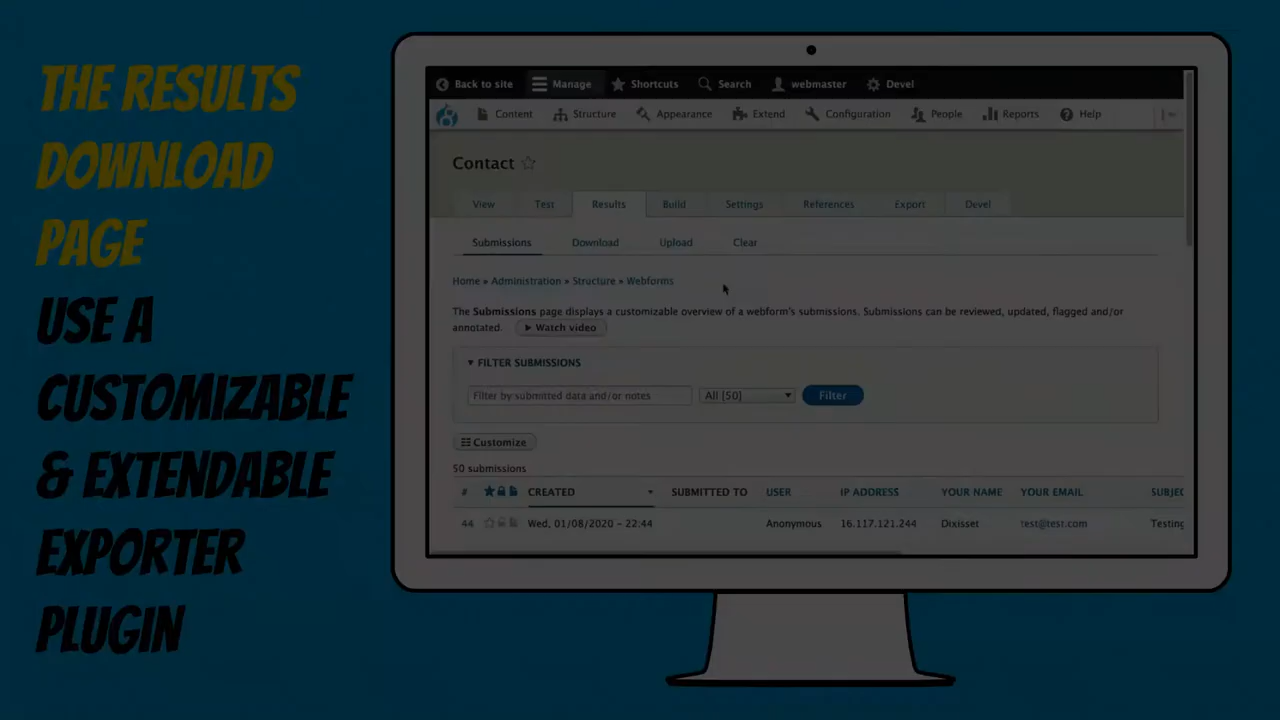 THE RESULTS
DOWNLOAD
PAGE
USE A
CUSTOMIZABLE
& EXTENDABLE
EXPORTER
PLUGIN
Back to site Manage Shortcuts Search webmaster Devel
Content Structure Appearance Extend Configuration People Reports Help
Contact
View Test Results Build Settings References Export Devel
Submissions Download Upload Clear
Home » Administration » Structure » Webforms
The Submissions page displays a customizable overview of a webform's submissions. Submissions can be reviewed, updated, flagged and/or
annotated. Watch video
FILTER SUBMISSIONS
Filter by submitted data and/or notes All [50] Filter
Customize
50 submissions
# CREATED SUBMITTED TO USER IP ADDRESS YOUR NAME YOUR EMAIL SUBJEC
44 Wed, 01/08/2020 - 22:44 Anonymous 16.117.121.244 Dixisset test@test.com Testing